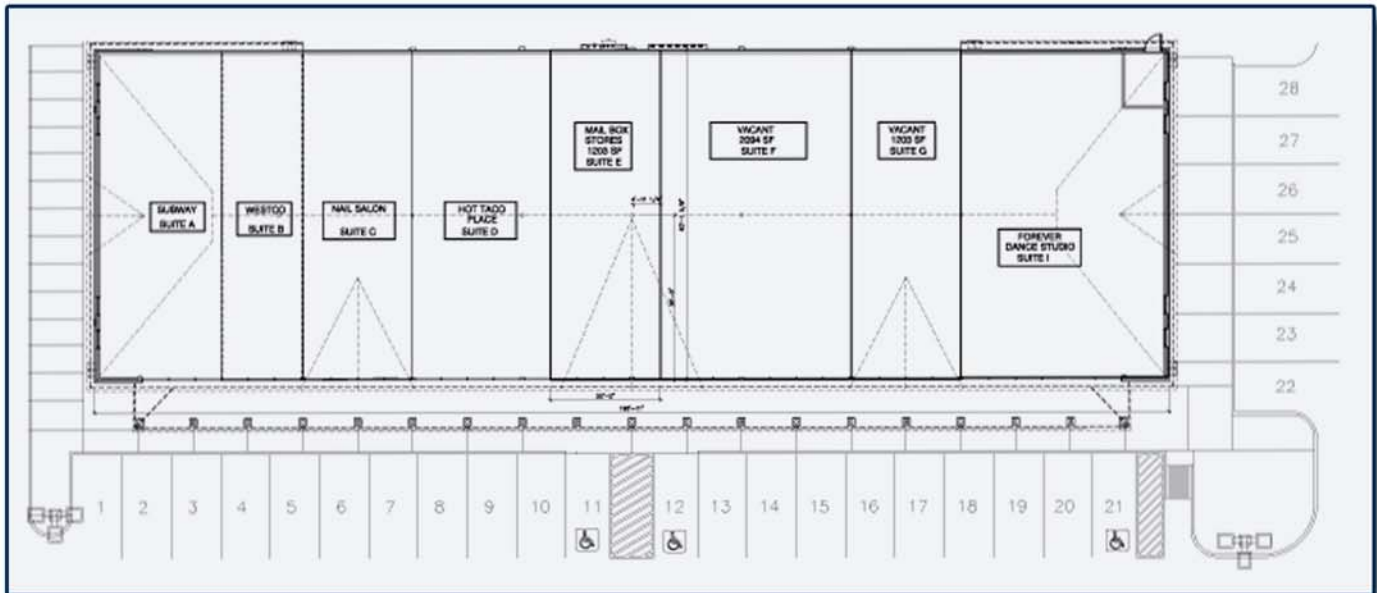 SUBWAY
SUITE A
WESTCO
SUITE B
NAIL SALON
SUITE C
HOT TACO
PLACE
SUITE D
MAIL BOX
STORES
1208 SF
SUITE E
VACANT
2094 SF
SUITE F
VACANT
1203 SF
SUITE G
FOREVER
DANCE STUDIO
SUITE I
28
27
26
25
24
23
22
1 2 3 4 5 6 7 8 9 10 11 12 13 14 15 16 17 18 19 20 21